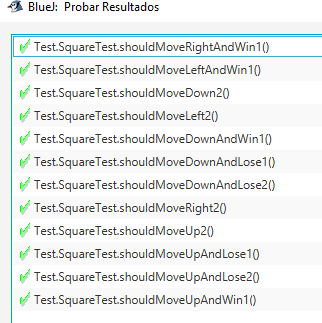 BlueJ: Probar Resultados
Test.SquareTest.shouldMoveRightAndWin1()
Test.SquareTest.shouldMoveLeftAndWin1()
Test.SquareTest.shouldMoveDown2()
Test.SquareTest.shouldMoveLeft2()
Test.SquareTest.shouldMoveDownAndWin1()
Test.SquareTest.shouldMoveDownAndLose1()
Test.SquareTest.shouldMoveDownAndLose2()
Test.SquareTest.shouldMoveRight2()
Test.SquareTest.shouldMoveUp2()
Test.SquareTest.shouldMoveUpAndLose1()
Test.SquareTest.shouldMoveUpAndLose2()
Test.SquareTest.shouldMoveUpAndWin1()